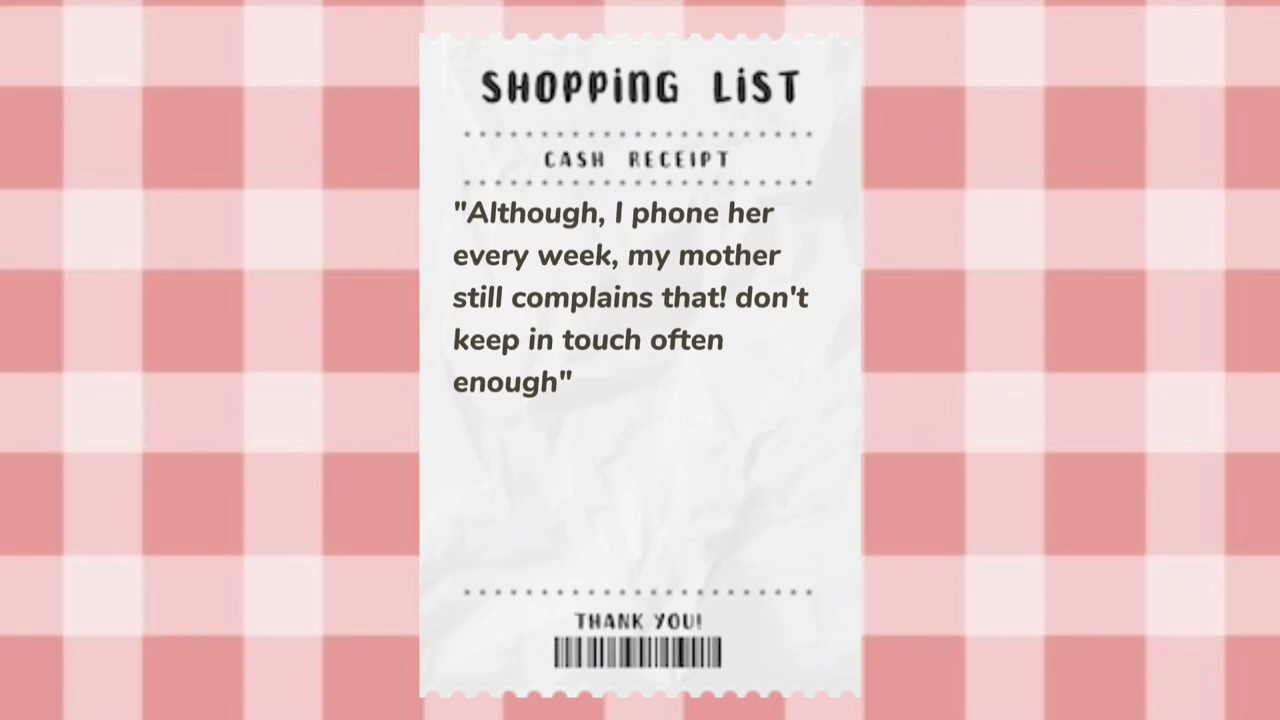 SHOPPiNG LiST
CASH RECEIPT
"Although, I phone her
every week, my mother
still complains that! don't
keep in touch often
enough"
THANK YOU!